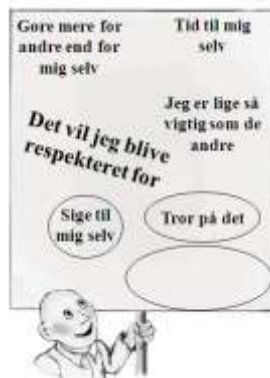 Gore mere for
andre end for
mig selv
Tid til mig
selv
Jeg er lige så
vigtig som de
andre
Det vil jeg blive
respekteret for
Sige til
mig selv
Tror på det